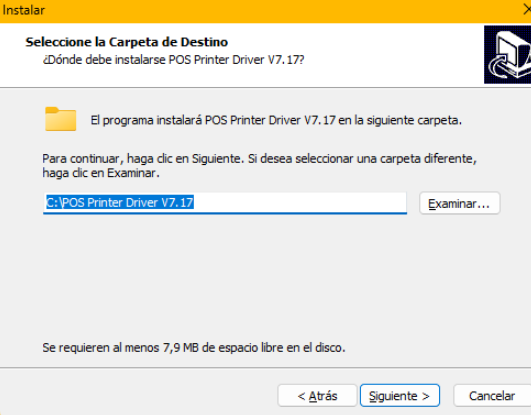 Instalar
Seleccione la Carpeta de Destino
¿Dónde debe instalarse POS Printer Driver V7.17?
El programa instalará POS Printer Driver V7.17 en la siguiente carpeta.
Para continuar, haga clic en Siguiente. Si desea seleccionar una carpeta diferente,
haga clic en Examinar.
C:\POS Printer Driver V7.17
Examinar...
Se requieren al menos 7,9 MB de espacio libre en el disco.
< Atrás
Siguiente >
Cancelar